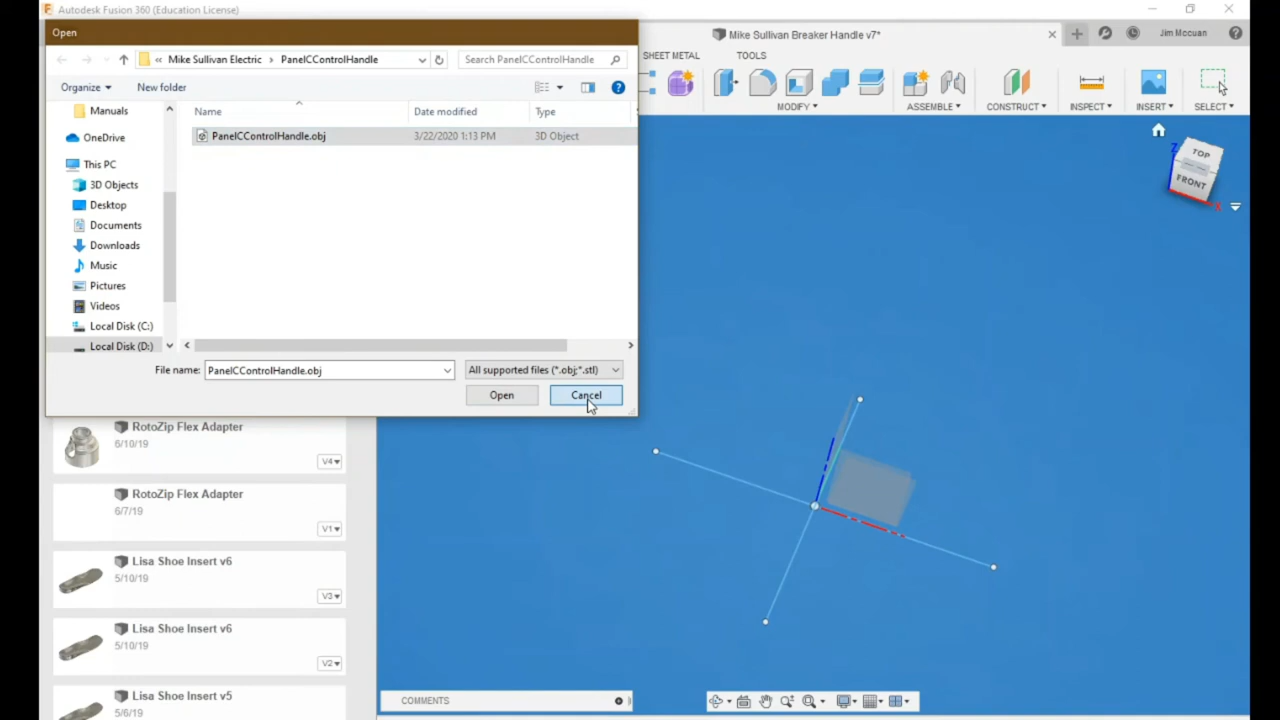 Autodesk Fusion 360 (Education License)
Open
Mike Sullivan Breaker Handle v7*
Jim Mccuan
« Mike Sullivan Electric > PanelCControlHandle
Search PanelCControlHandle
SHEET METAL
TOOLS
Organize
New folder
MODIFY
ASSEMBLE
CONSTRUCT
INSPECT
INSERT
SELECT
Manuals
OneDrive
This PC
3D Objects
Desktop
Documents
Downloads
Music
Pictures
Videos
Local Disk (C:)
Local Disk (D:)
Name
Date modified
Type
PanelCControlHandle.obj
3/22/2020 1:13 PM
3D Object
File name:
PanelCControlHandle.obj
All supported files (*.obj;*.stl)
Open
Cancel
TOP
FRONT
Z
X
RotoZip Flex Adapter
6/10/19
V4
RotoZip Flex Adapter
6/7/19
V1
Lisa Shoe Insert v6
5/10/19
V3
Lisa Shoe Insert v6
5/10/19
V2
Lisa Shoe Insert v5
5/6/19
COMMENTS